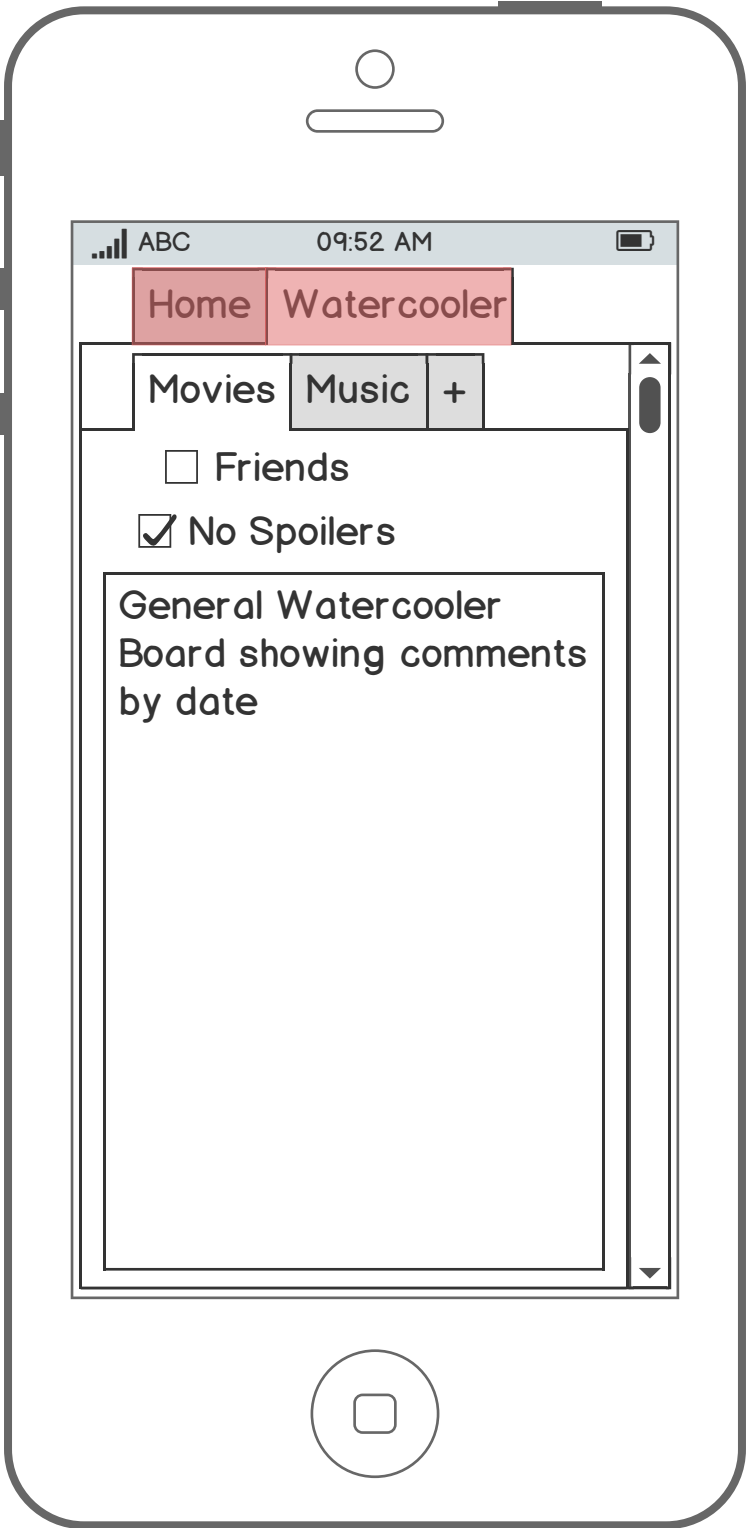 ABC 09:52 AM
Home Watercooler
Movies Music +
Friends
No Spoilers
General Watercooler
Board showing comments
by date